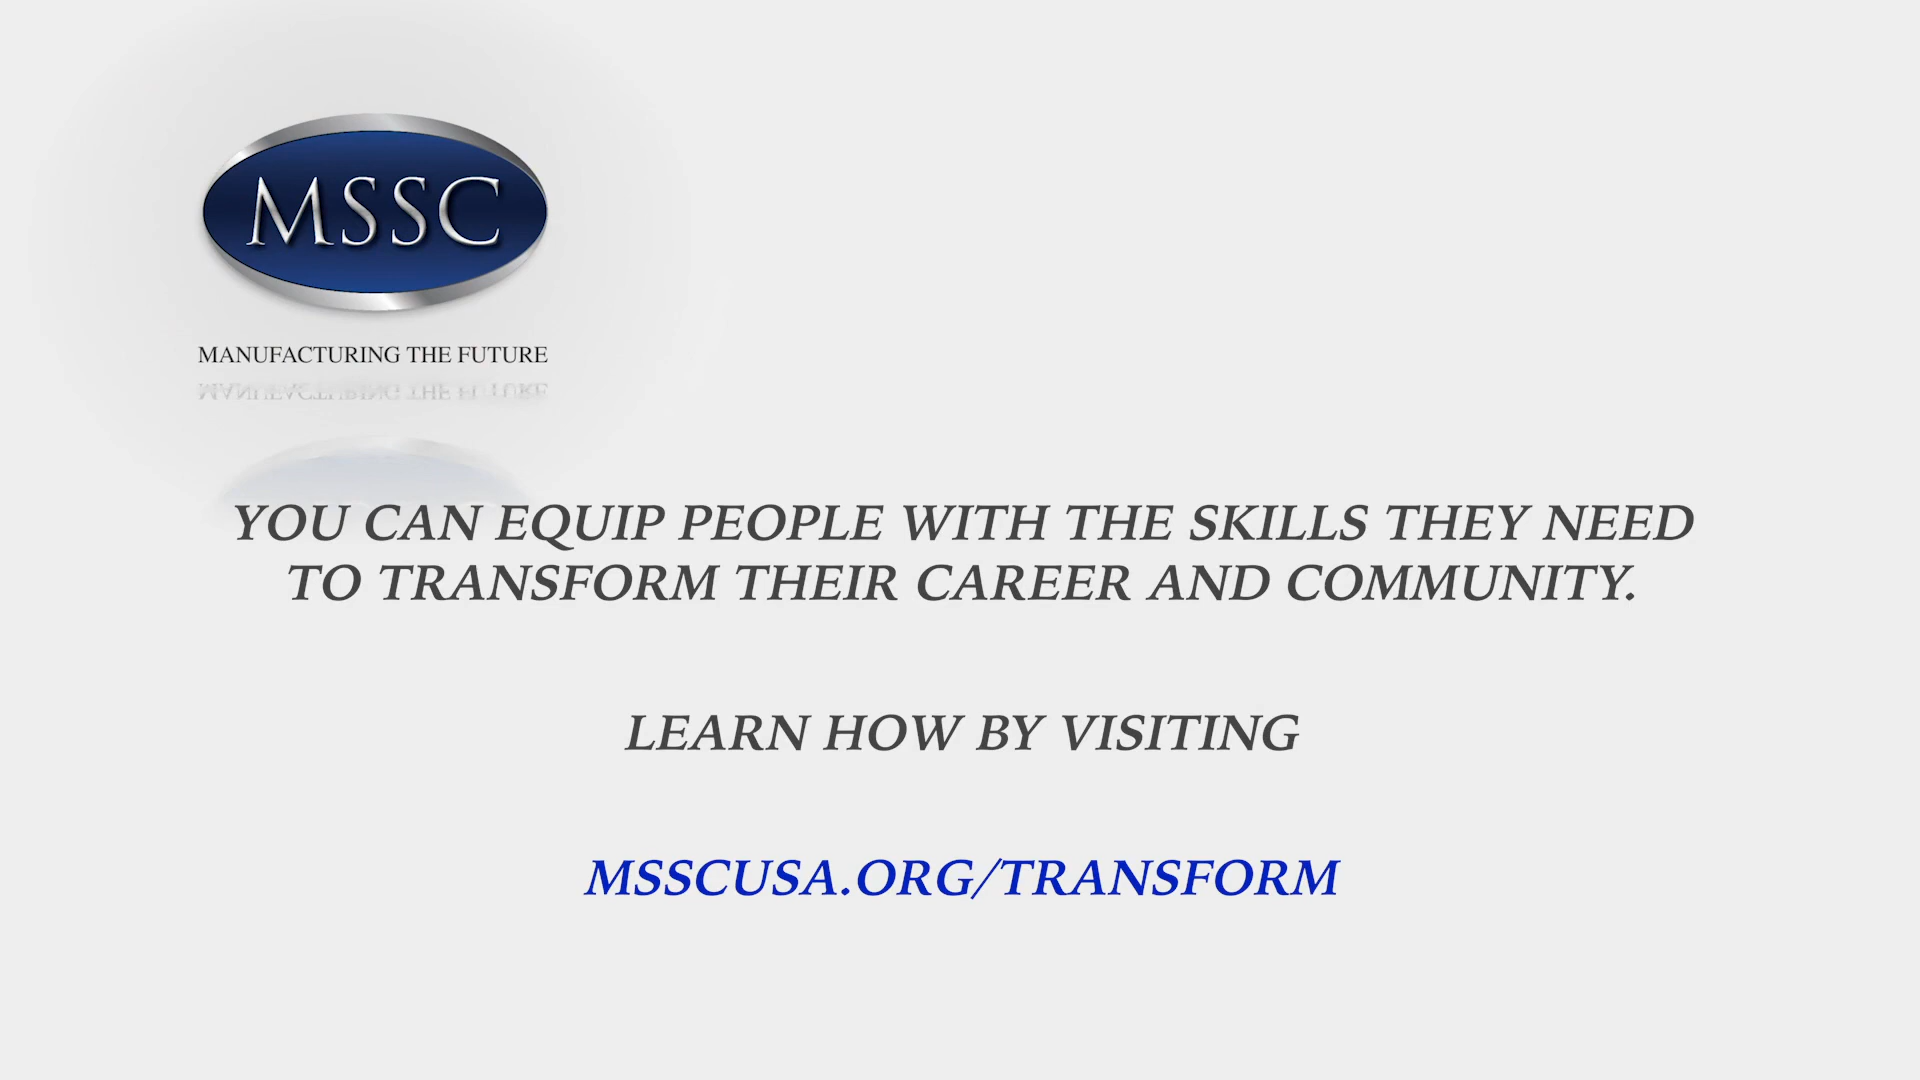 MSSC
MANUFACTURING THE FUTURE
YOU CAN EQUIP PEOPLE WITH THE SKILLS THEY NEED
TO TRANSFORM THEIR CAREER AND COMMUNITY.
LEARN HOW BY VISITING
MSSCUSA.ORG/TRANSFORM